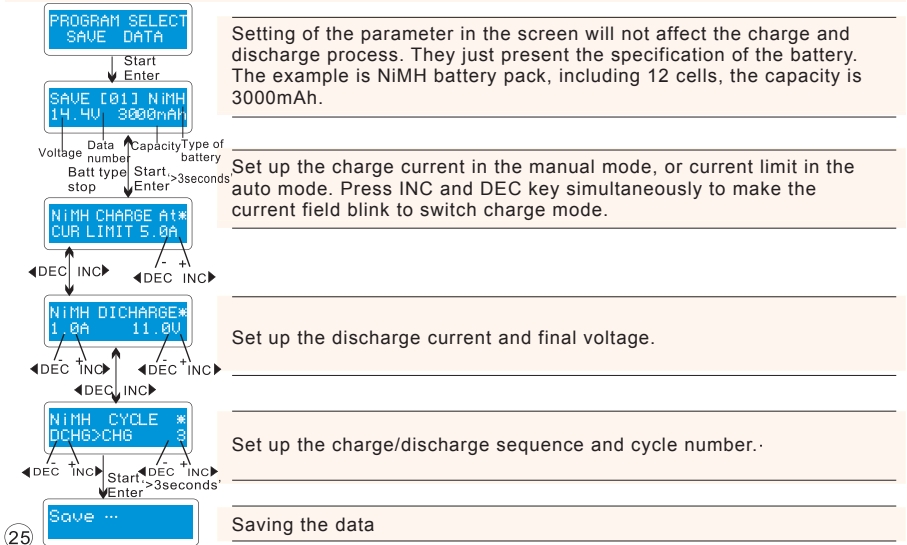 PROGRAM SELECT
SAVE DATA
Start
Enter
Setting of the parameter in the screen will not affect the charge and
discharge process. They just present the specification of the battery.
The example is NiMH battery pack, including 12 cells, the capacity is
3000mAh.
SAVE [01] NiMH
14.4V 3000mAh
Voltage
Data
number
Capacity
Type of
battery
Batt type
stop
Start
Enter
>3seconds
Set up the charge current in the manual mode, or current limit in the
auto mode. Press INC and DEC key simultaneously to make the
current field blink to switch charge mode.
NiMH CHARGE At*
CUR LIMIT 5.0A
◀DEC INC▶
- +
◀DEC INC▶
NiMH DICHARGE*
1.0A 11.0V
Set up the discharge current and final voltage.
- +
◀DEC INC▶
- +
◀DEC INC▶
◀DEC INC▶
NiMH CYCLE *
DCHG>CHG 3
Set up the charge/discharge sequence and cycle number.·
- +
◀DEC INC▶
- +
◀DEC INC▶
Start
Enter
>3seconds
Save ···
Saving the data
25